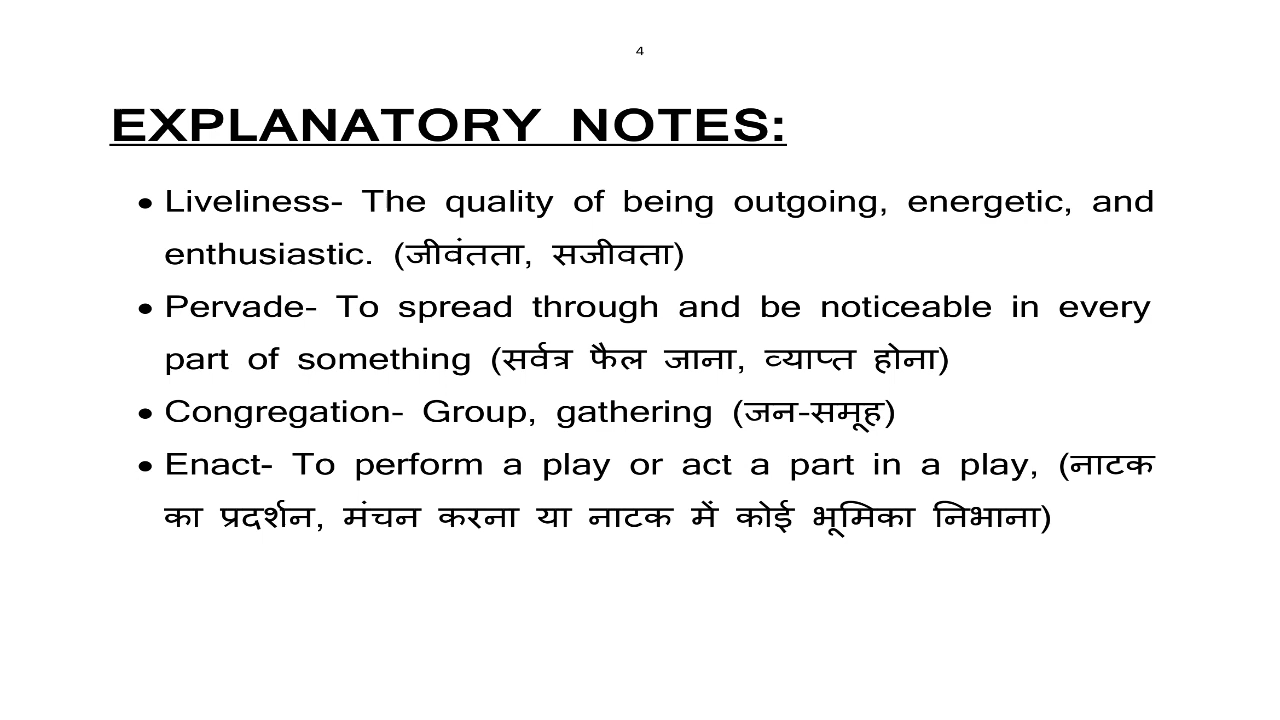 4
EXPLANATORY NOTES:
• Liveliness- The quality of being outgoing, energetic, and
enthusiastic. (जीवंतता, सजीवता)
• Pervade- To spread through and be noticeable in every
part of something (सर्वत्र फैल जाना, व्याप्त होना)
• Congregation- Group, gathering (जन-समूह)
• Enact- To perform a play or act a part in a play, (नाटक
का प्रदर्शन, मंचन करना या नाटक में कोई भूमिका निभाना)